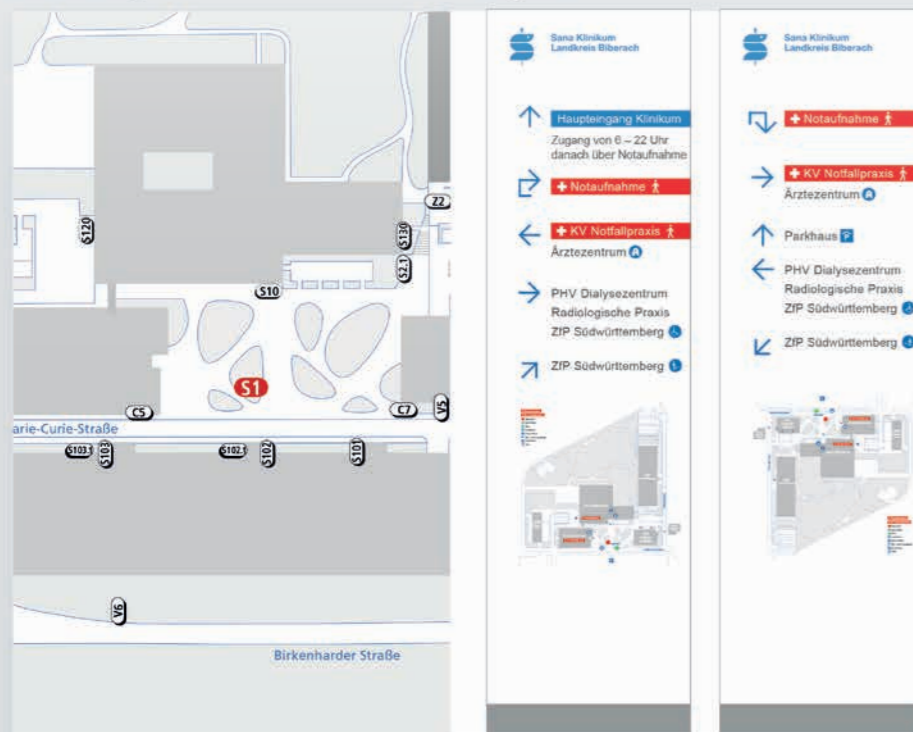 S120
Z2
S130
S2.1
S10
S1
C5
C7
V5
arie-Curie-Straße
S103.1
S103
S102.1
S102
S101
V6
Birkenharder Straße
Sana Klinikum
Landkreis Biberach
Haupteingang Klinikum
Zugang von 6 – 22 Uhr
danach über Notaufnahme
Notaufnahme
KV Notfallpraxis
Ärztezentrum
PHV Dialysezentrum
Radiologische Praxis
ZfP Südwürttemberg
ZfP Südwürttemberg
Sana Klinikum
Landkreis Biberach
Notaufnahme
KV Notfallpraxis
Ärztezentrum
Parkhaus P
PHV Dialysezentrum
Radiologische Praxis
ZfP Südwürttemberg
ZfP Südwürttemberg